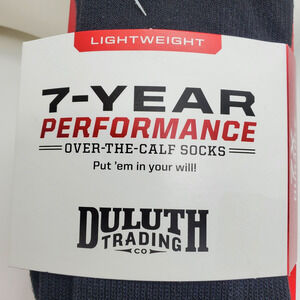 LIGHTWEIGHT
7-YEAR
PERFORMANCE
OVER-THE-CALF SOCKS
Put 'em in your will!
DULUTH
TRADING
CO